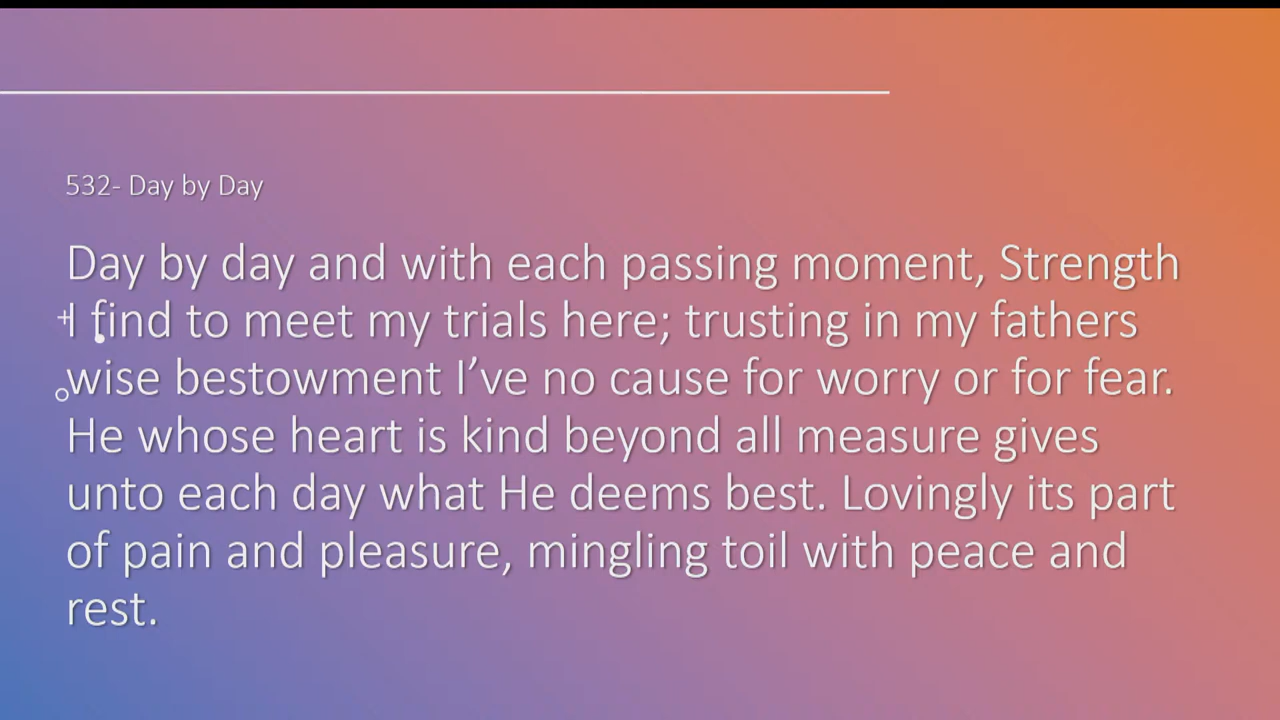 532- Day by Day
Day by day and with each passing moment, Strength
I find to meet my trials here; trusting in my fathers
wise bestowment I’ve no cause for worry or for fear.
He whose heart is kind beyond all measure gives
unto each day what He deems best. Lovingly its part
of pain and pleasure, mingling toil with peace and
rest.